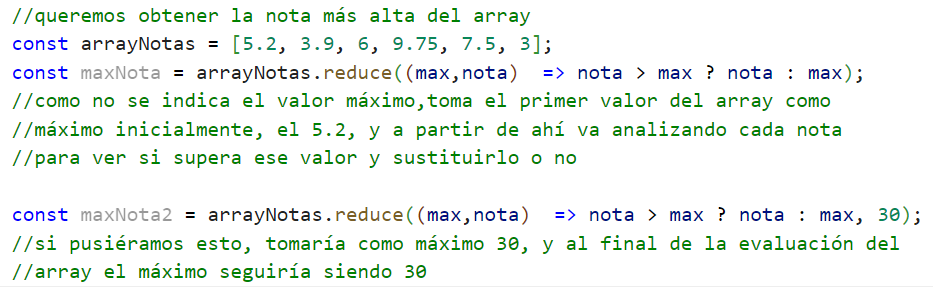 //queremos obtener la nota más alta del array
const arrayNotas = [5.2, 3.9, 6, 9.75, 7.5, 3];
const maxNota = arrayNotas.reduce((max,nota)  => nota > max ? nota : max);
//como no se indica el valor máximo,toma el primer valor del array como
//máximo inicialmente, el 5.2, y a partir de ahí va analizando cada nota
//para ver si supera ese valor y sustituirlo o no
const maxNota2 = arrayNotas.reduce((max,nota)  => nota > max ? nota : max, 30);
//si pusiéramos esto, tomaría como máximo 30, y al final de la evaluación del
//array el máximo seguiría siendo 30